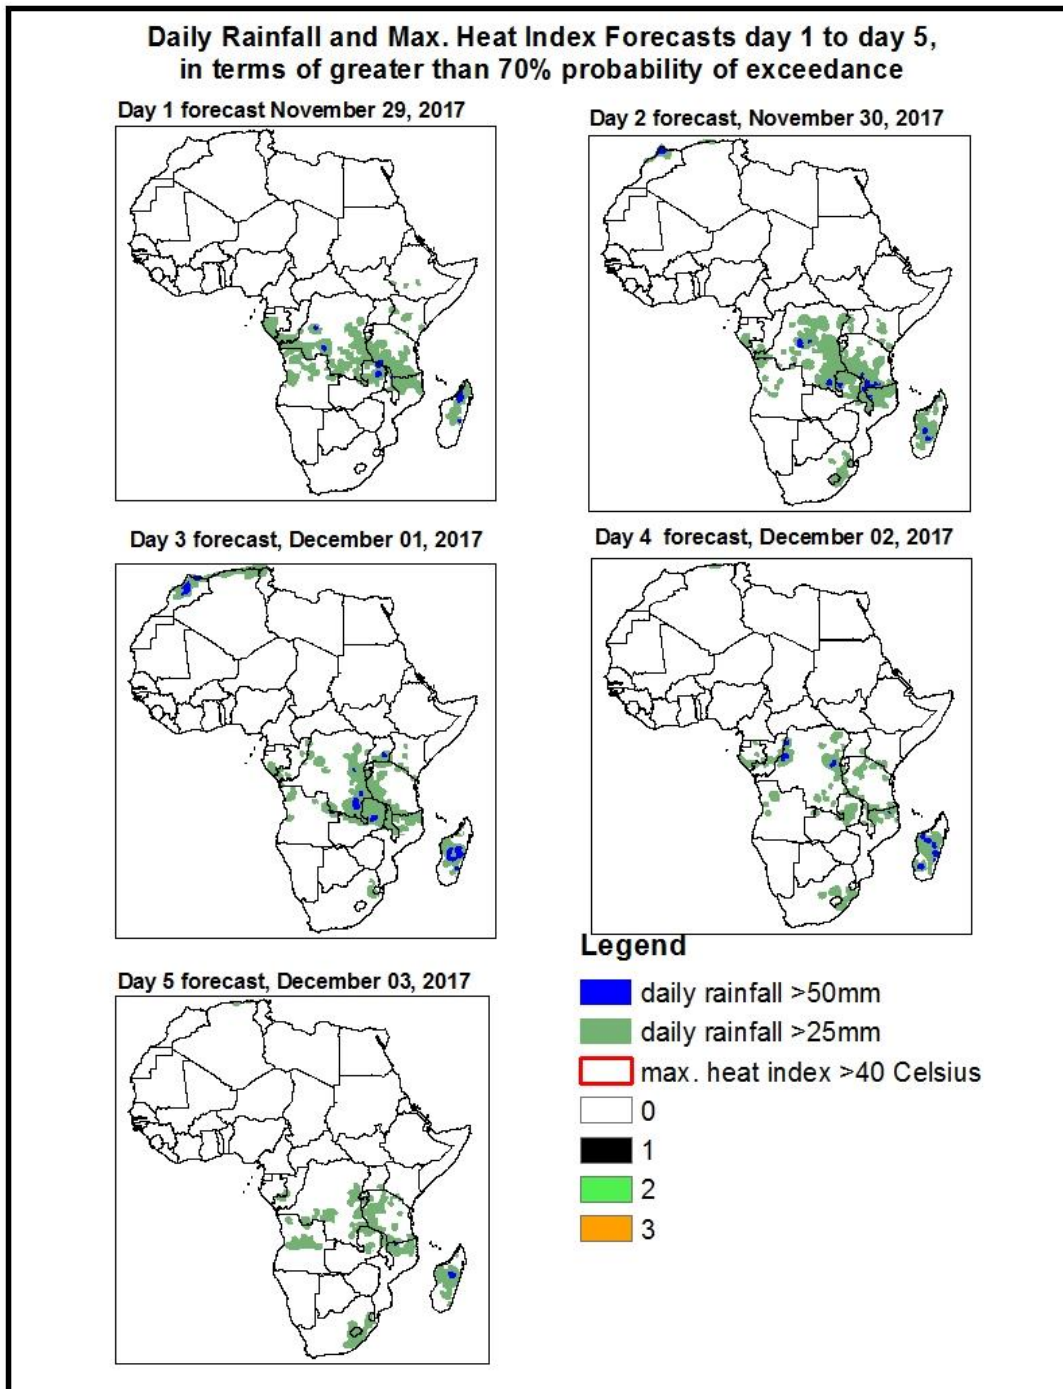 Daily Rainfall and Max. Heat Index Forecasts day 1 to day 5,
in terms of greater than 70% probability of exceedance
Day 1 forecast November 29, 2017
Day 2 forecast, November 30, 2017
Day 3 forecast, December 01, 2017
Day 4 forecast, December 02, 2017
Day 5 forecast, December 03, 2017
Legend
daily rainfall >50mm
daily rainfall >25mm
max. heat index >40 Celsius
0
1
2
3